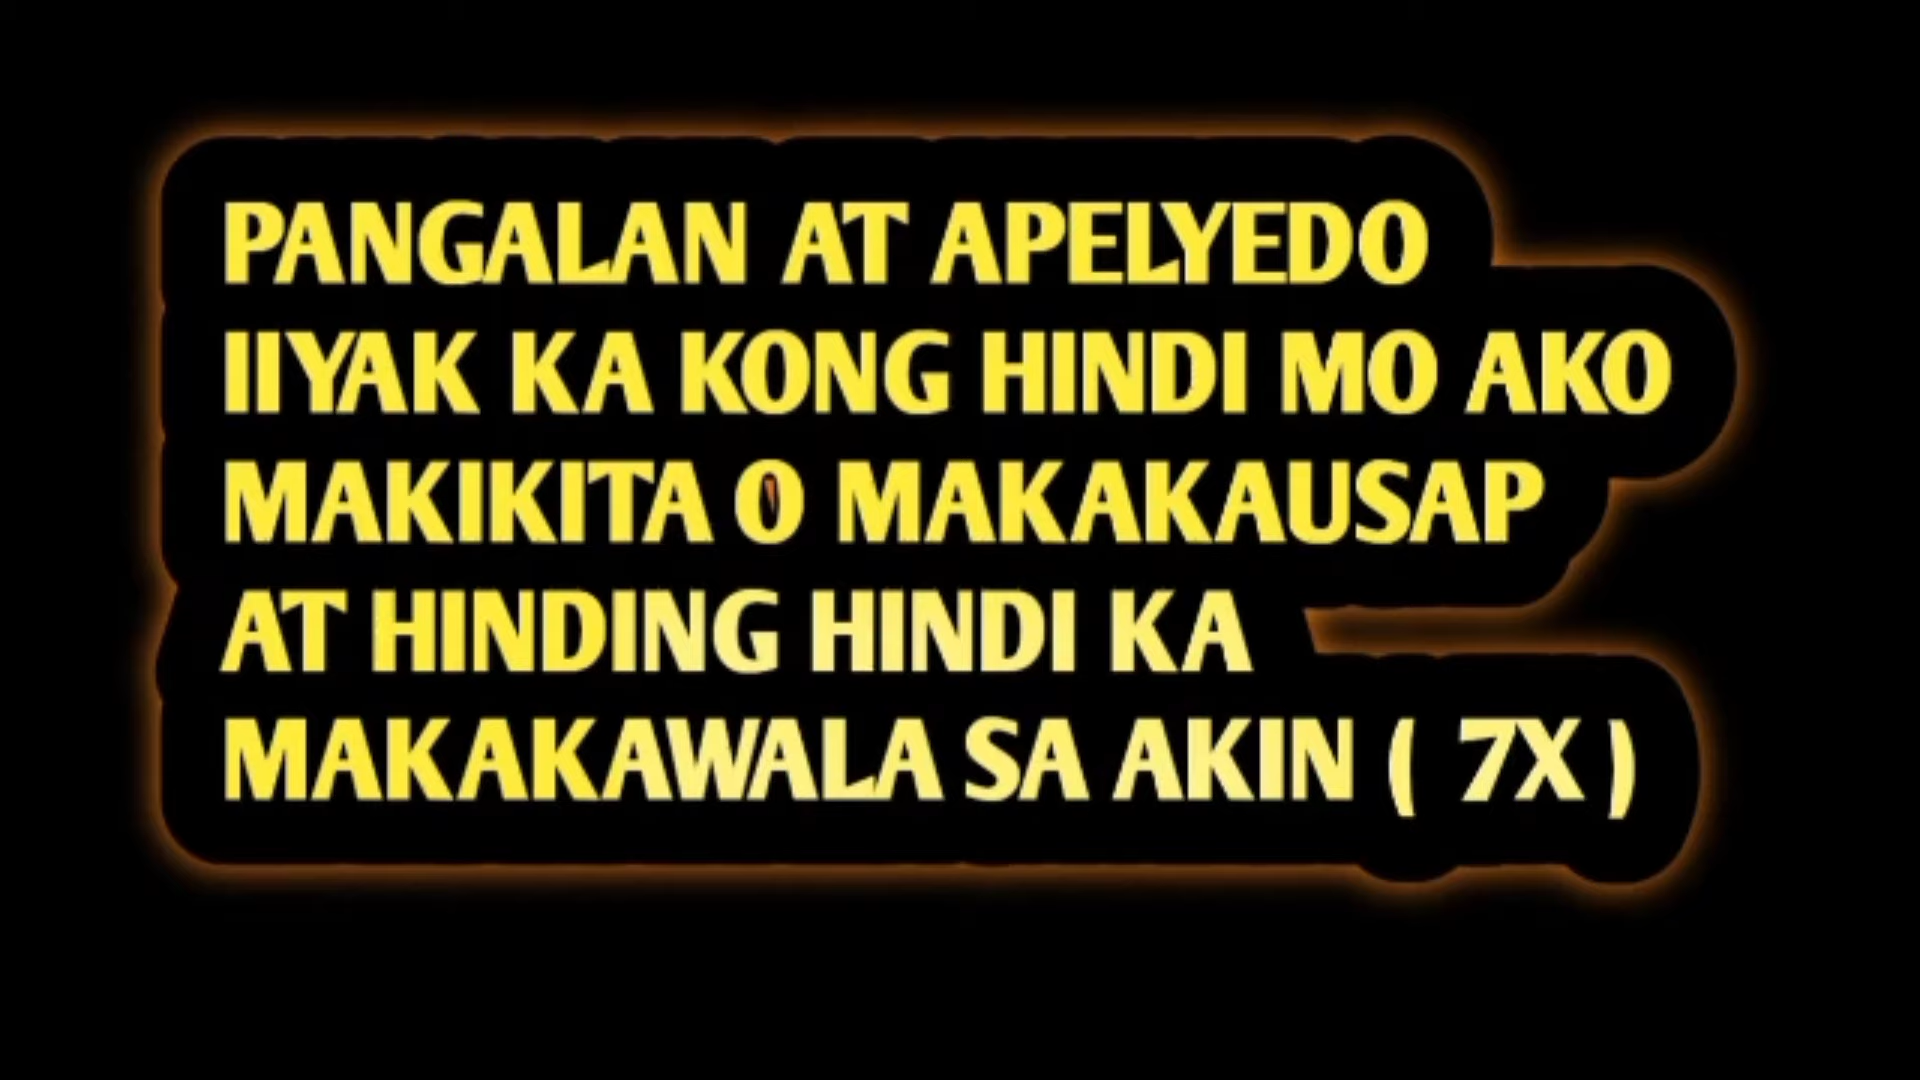 PANGALAN AT APELYEDO
IIYAK KA KONG HINDI MO AKO
MAKIKITA O MAKAKAUSAP
AT HINDING HINDI KA
MAKAKAWALA SA AKIN ( 7X )